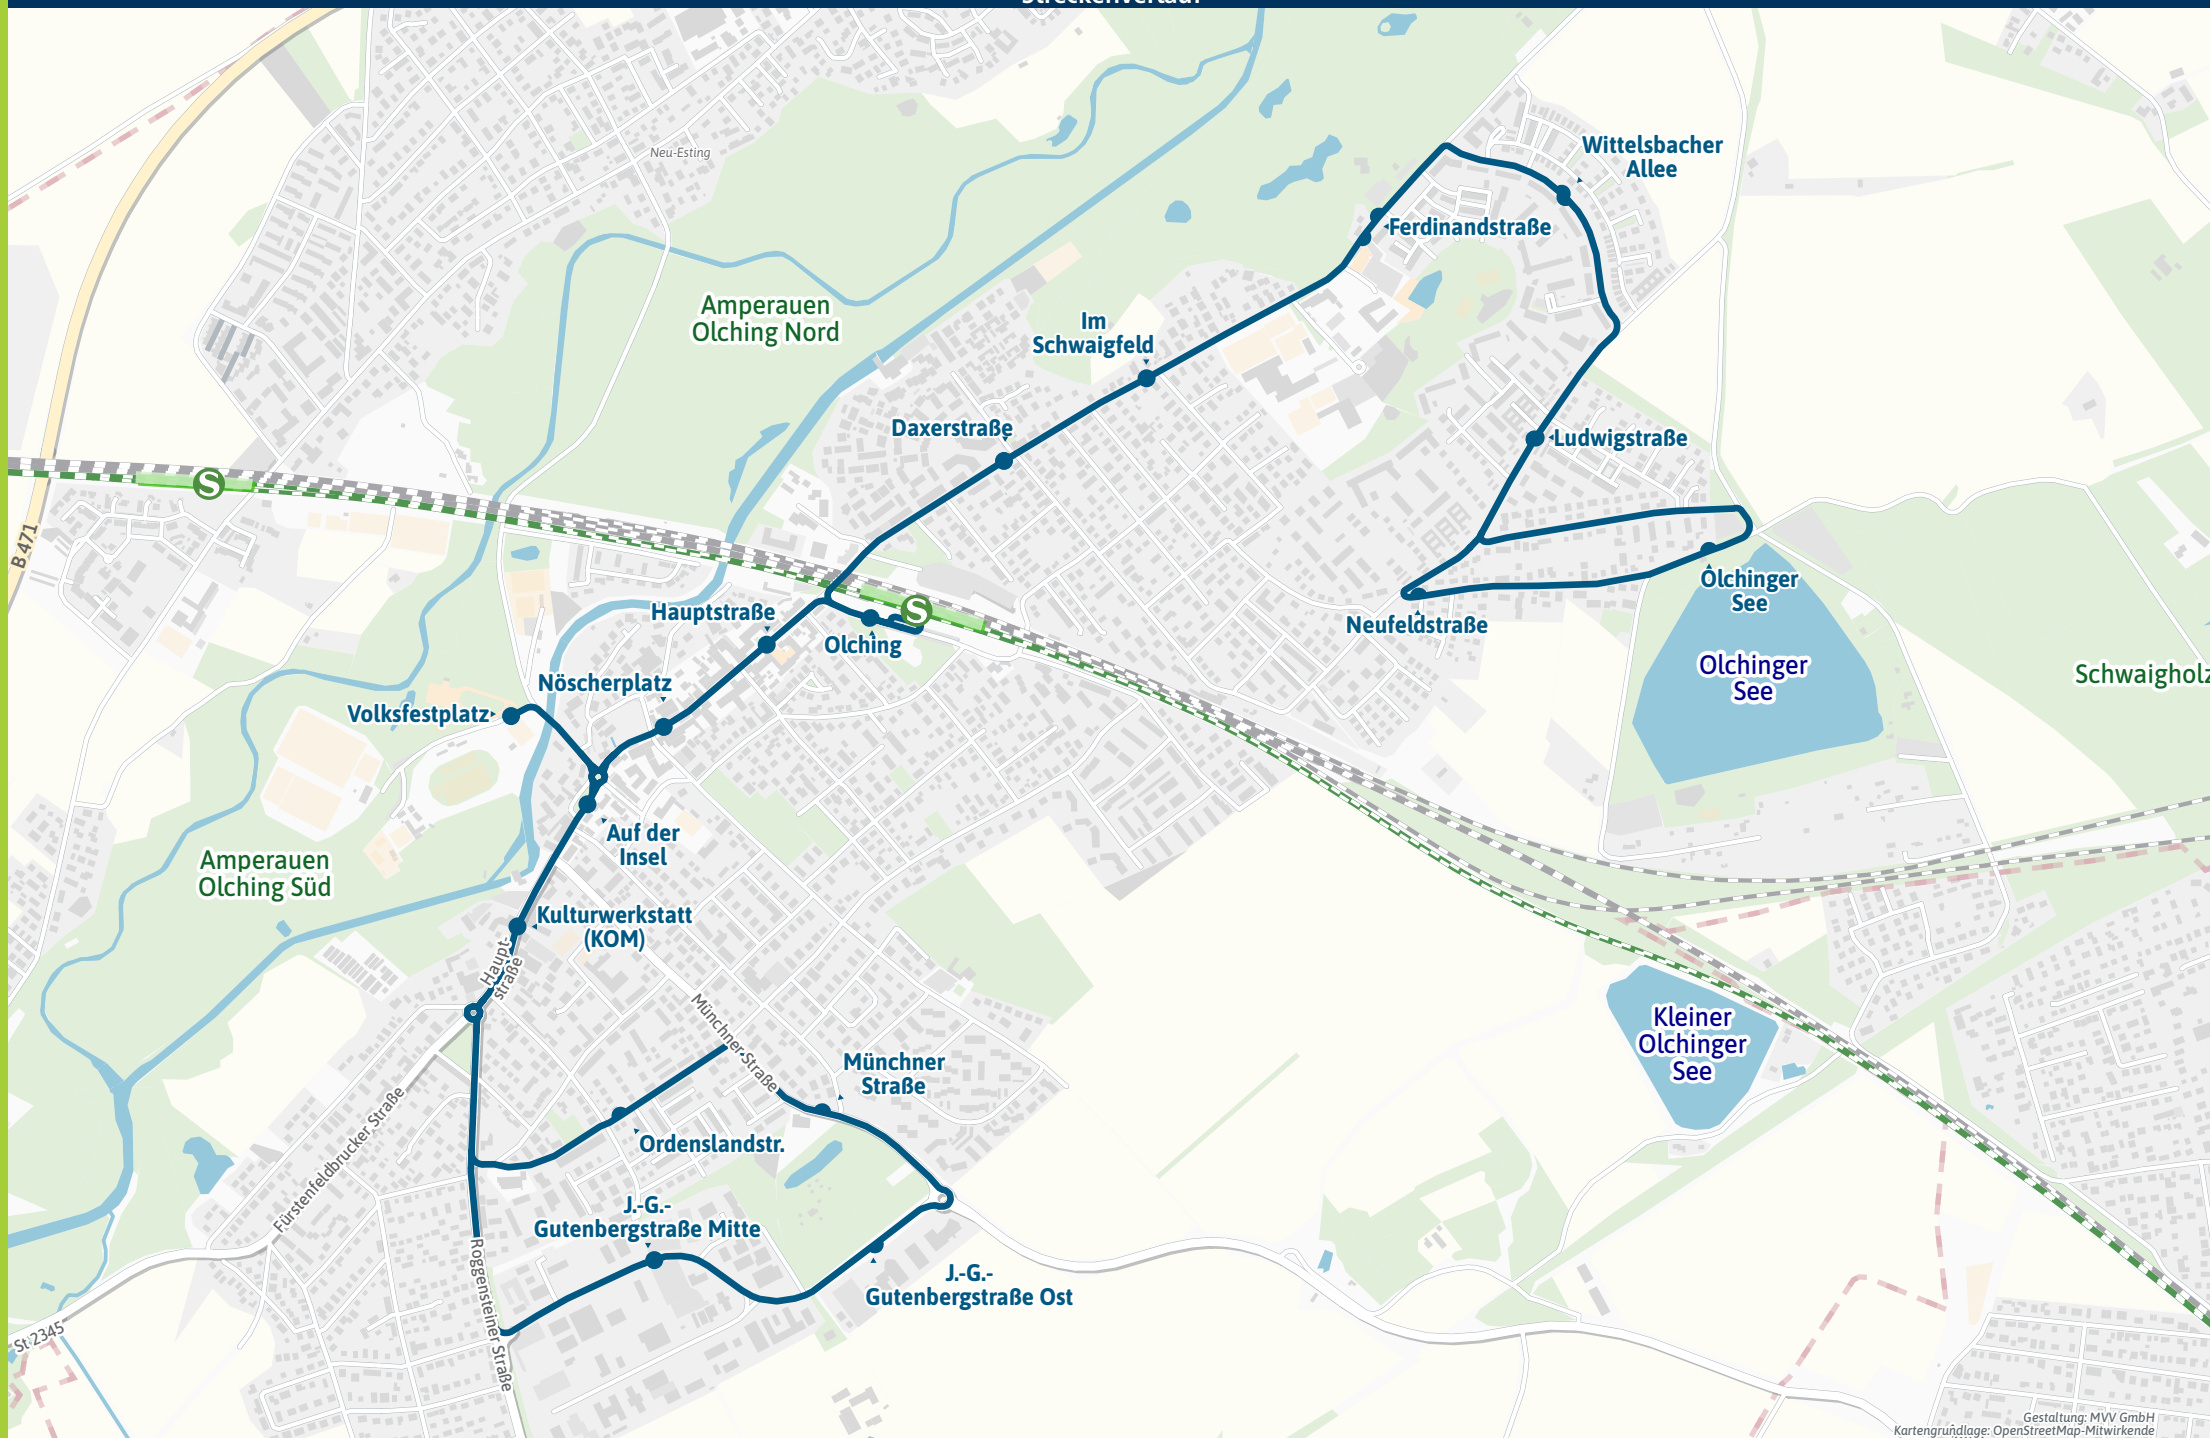 Streckenverlauf
Neu-Esting
Wittelsbacher
Allee
Ferdinandstraße
Amperauen
Olching Nord
Im
Schwaigfeld
Daxerstraße
Ludwigstraße
S
B 471
S
Hauptstraße
Olching
Olchinger
See
Neufeldstraße
Olchinger
See
Schwaigholz
Nöscherplatz
Volksfestplatz
Auf der
Insel
Amperauen
Olching Süd
Kulturwerkstatt
(KOM)
Haupt-
straße
Münchner Straße
Kleiner
Olchinger
See
Münchner
Straße
Fürstenfeldbrucker Straße
Ordenslandstr.
J.-G.-
Gutenbergstraße Mitte
Roggensteiner Straße
J.-G.-
Gutenbergstraße Ost
St 2345
Gestaltung: MVV GmbH
Kartengrundlage: OpenStreetMap-Mitwirkende